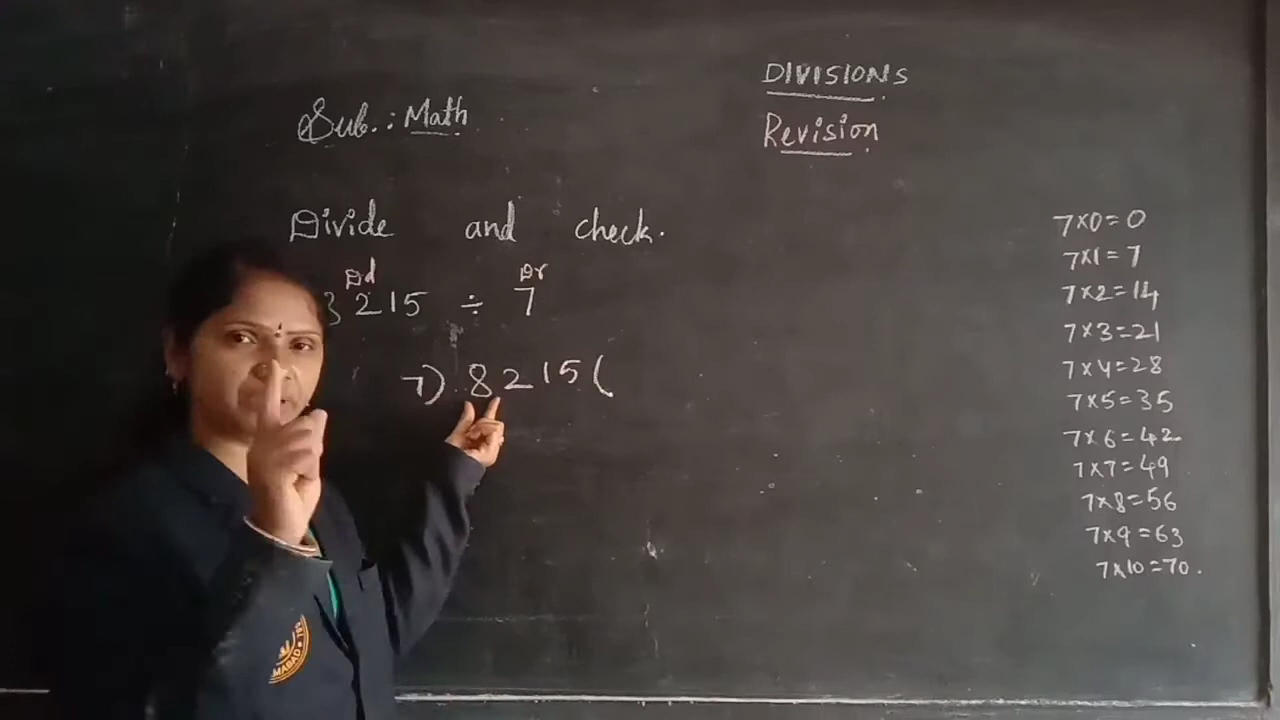 DIVISIONS
Sub.: Math
Revision
Divide and check.
Dd Dr
8215 ÷ 7
7) 8215 (
7×0=0
7×1=7
7×2=14
7×3=21
7×4=28
7×5=35
7×6=42
7×7=49
7×8=56
7×9=63
7×10=70.